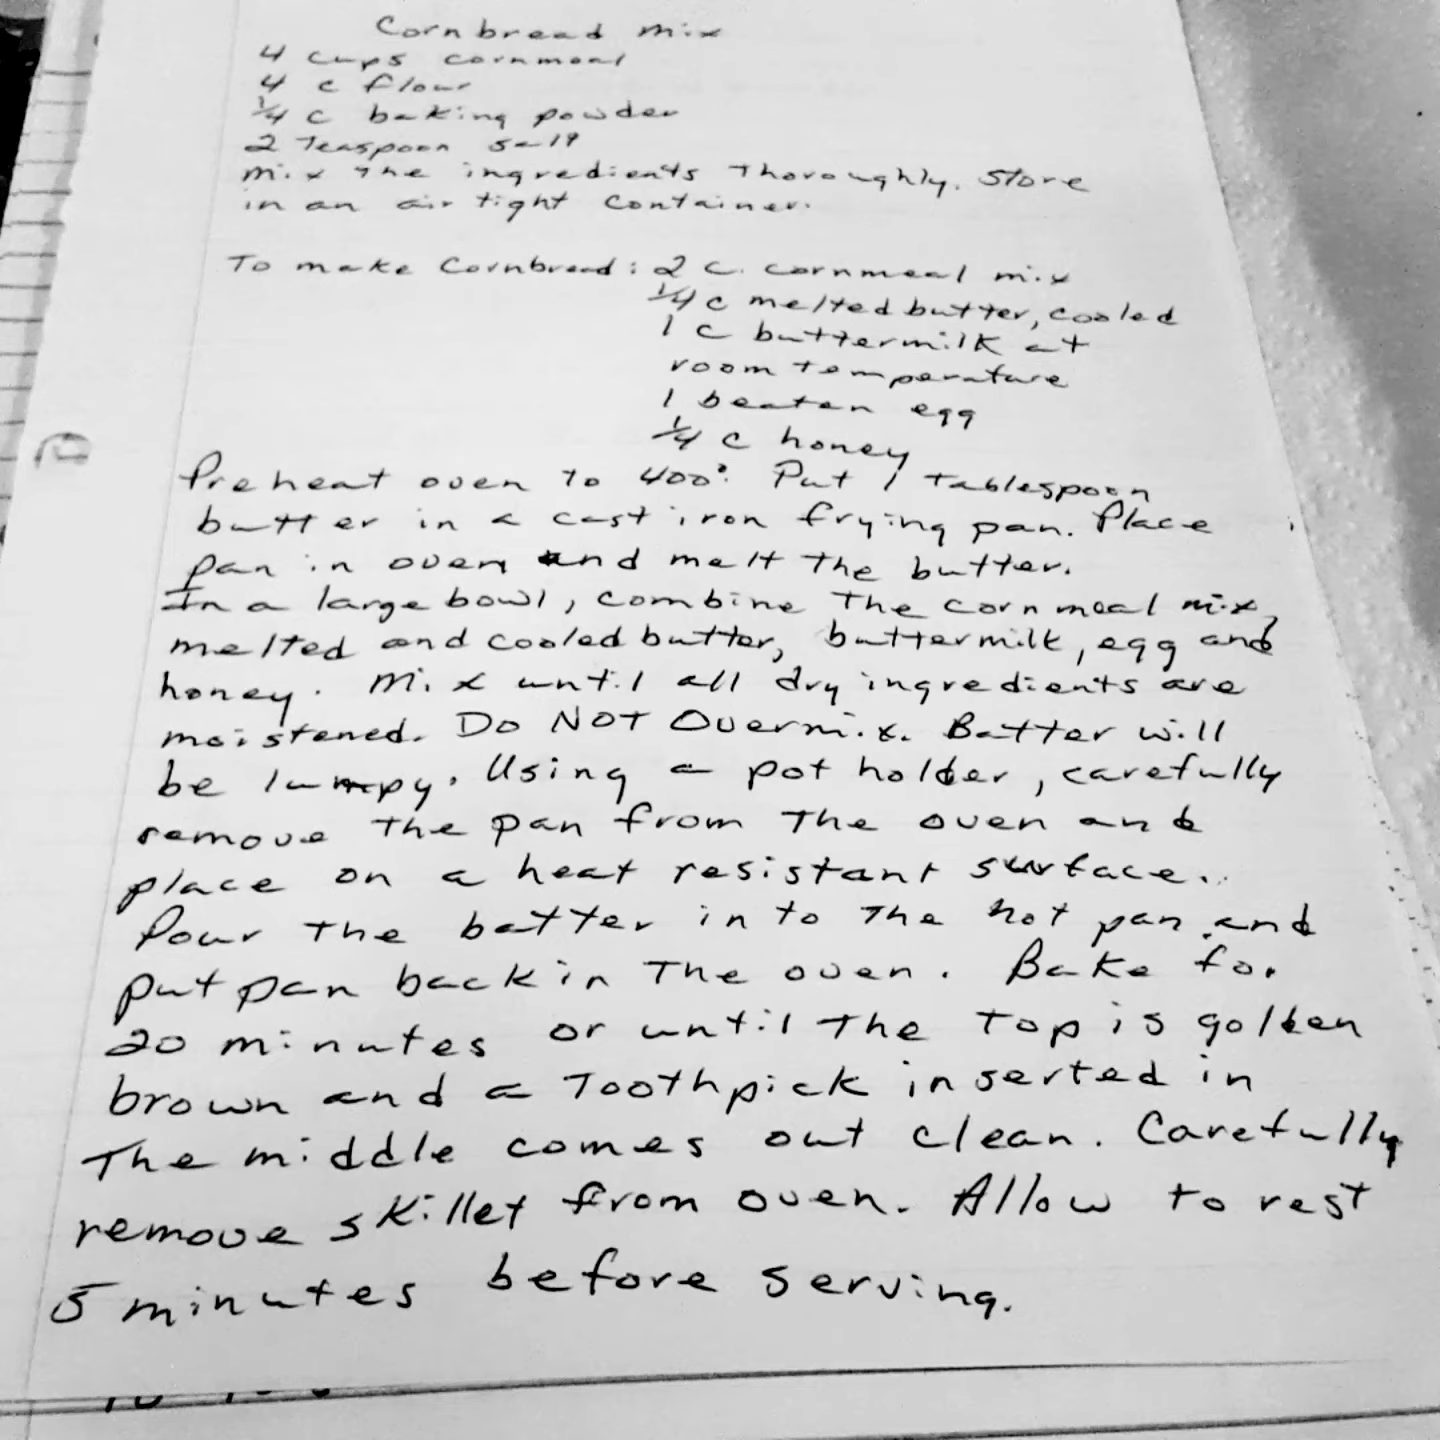 Cornbread mix
4 cups cornmeal
4 c flour
1/4 c baking powder
2 Teaspoon salt
mix the ingredients Thoroughly. Store
in an air tight container.
To make Cornbread: 2 c. cornmeal mix
1/4 c melted butter, cooled
1 c buttermilk at
room temperature
1 beaten egg
1/4 c honey
Preheat oven to 400°. Put 1 tablespoon
butter in a cast iron frying pan. Place
pan in oven and melt the butter.
In a large bowl, combine the cornmeal mix,
melted and cooled butter, buttermilk, egg and
honey. Mix until all dry ingredients are
moistened. Do NOT Overmix. Batter will
be lumpy. Using a pot holder, carefully
remove the pan from the oven and
place on a heat resistant surface.
Pour the batter into the hot pan and
put pan back in the oven. Bake for
20 minutes or until the top is golden
brown and a Toothpick inserted in
the middle comes out clean. Carefully
remove skillet from oven. Allow to rest
5 minutes before serving.